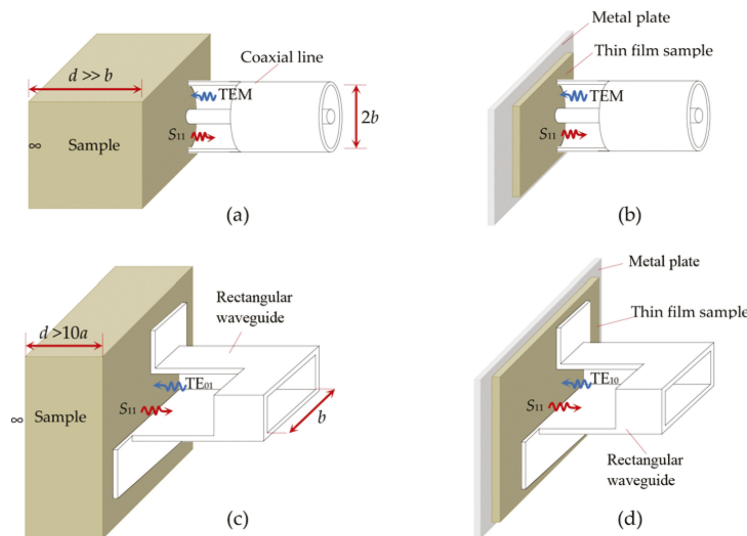 d >> b
Coaxial line
TEM
2b
S11
∞
Sample
(a)
Metal plate
Thin film sample
TEM
S11
(b)
d >10a
Rectangular
waveguide
TE01
S11
∞
Sample
b
(c)
Metal plate
Thin film sample
TE10
S11
Rectangular
waveguide
(d)